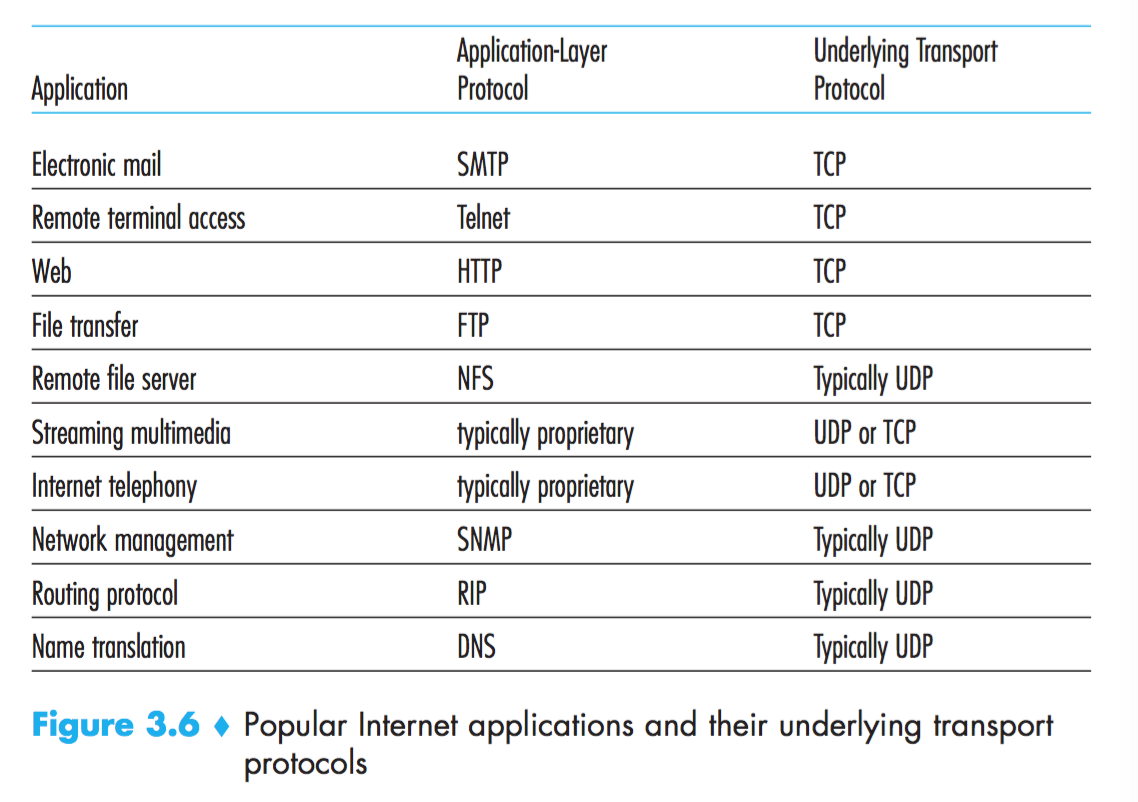 Application Application-Layer Protocol Underlying Transport Protocol
Electronic mail SMTP TCP
Remote terminal access Telnet TCP
Web HTTP TCP
File transfer FTP TCP
Remote file server NFS Typically UDP
Streaming multimedia typically proprietary UDP or TCP
Internet telephony typically proprietary UDP or TCP
Network management SNMP Typically UDP
Routing protocol RIP Typically UDP
Name translation DNS Typically UDP
Figure 3.6 ♦ Popular Internet applications and their underlying transport
protocols